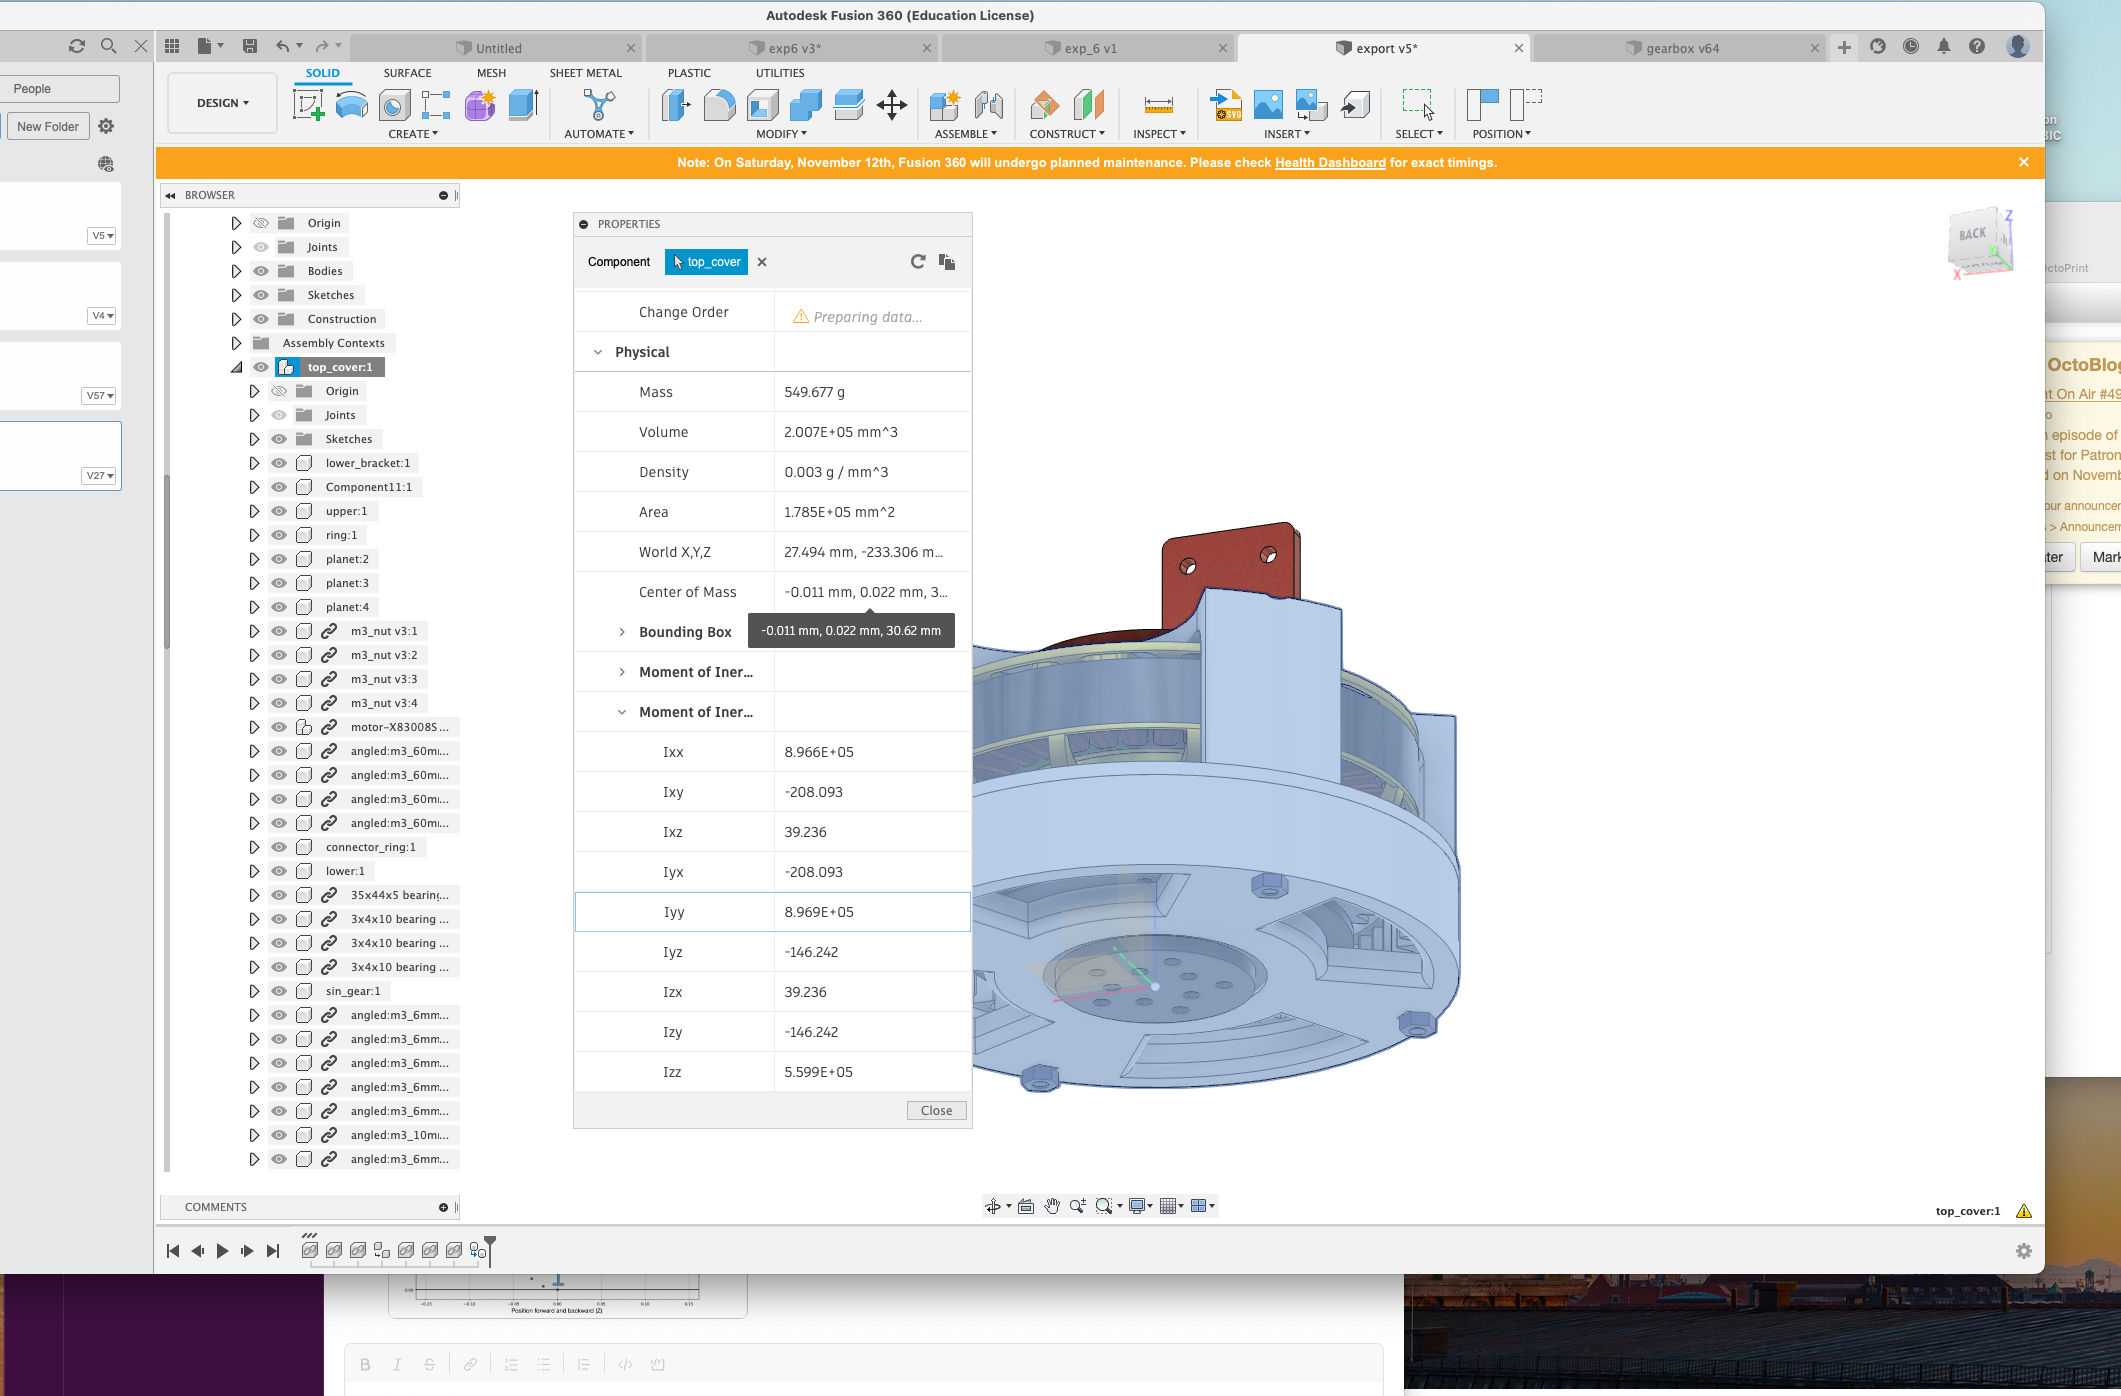 Autodesk Fusion 360 (Education License)
People
New Folder
V5
V4
V57
V27
Untitled
exp6 v3*
exp_6 v1
export v5*
gearbox v64
DESIGN
SOLID
SURFACE
MESH
SHEET METAL
PLASTIC
UTILITIES
CREATE
AUTOMATE
MODIFY
ASSEMBLE
CONSTRUCT
INSPECT
INSERT
SELECT
POSITION
Note: On Saturday, November 12th, Fusion 360 will undergo planned maintenance. Please check Health Dashboard for exact timings.
BROWSER
Origin
Joints
Bodies
Sketches
Construction
Assembly Contexts
top_cover:1
Origin
Joints
Sketches
lower_bracket:1
Component11:1
upper:1
ring:1
planet:2
planet:3
planet:4
m3_nut v3:1
m3_nut v3:2
m3_nut v3:3
m3_nut v3:4
motor-X83008S ...
angled:m3_60m...
angled:m3_60m...
angled:m3_60m...
angled:m3_60m...
connector_ring:1
lower:1
35x44x5 bearing...
3x4x10 bearing ...
3x4x10 bearing ...
3x4x10 bearing ...
sin_gear:1
angled:m3_6mm...
angled:m3_6mm...
angled:m3_6mm...
angled:m3_6mm...
angled:m3_6mm...
angled:m3_10m...
angled:m3_6mm...
COMMENTS
PROPERTIES
Component top_cover
Change Order Preparing data...
Physical
Mass 549.677 g
Volume 2.007E+05 mm^3
Density 0.003 g / mm^3
Area 1.785E+05 mm^2
World X,Y,Z 27.494 mm, -233.306 m...
Center of Mass -0.011 mm, 0.022 mm, 3...
Bounding Box
-0.011 mm, 0.022 mm, 30.62 mm
Moment of Iner...
Moment of Iner...
Ixx 8.966E+05
Ixy -208.093
Ixz 39.236
Iyx -208.093
Iyy 8.969E+05
Iyz -146.242
Izx 39.236
Izy -146.242
Izz 5.599E+05
Close
BACK
Z
Y
X
top_cover:1
on
BIC
OctoPrint
OctoBlog
nt On Air #49
episode of
st for Patron
d on Novemb
our announcem
> Announcem
ater
Mark
Position forward and backward (Z)